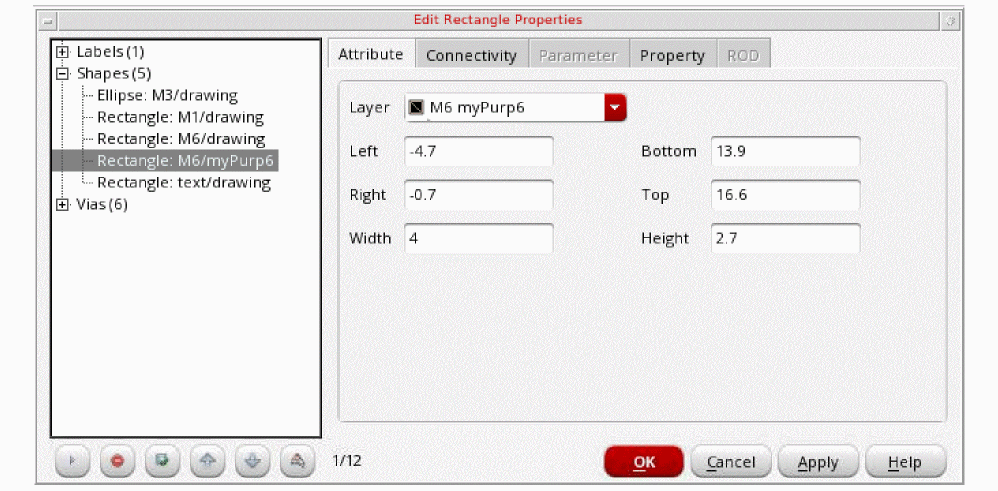 Edit Rectangle Properties
Labels (1)
Shapes (5)
Ellipse: M3/drawing
Rectangle: M1/drawing
Rectangle: M6/drawing
Rectangle: M6/myPurp6
Rectangle: text/drawing
Vias (6)
Attribute Connectivity Parameter Property ROD
Layer M6 myPurp6
Left -4.7 Bottom 13.9
Right -0.7 Top 16.6
Width 4 Height 2.7
1/12 OK Cancel Apply Help